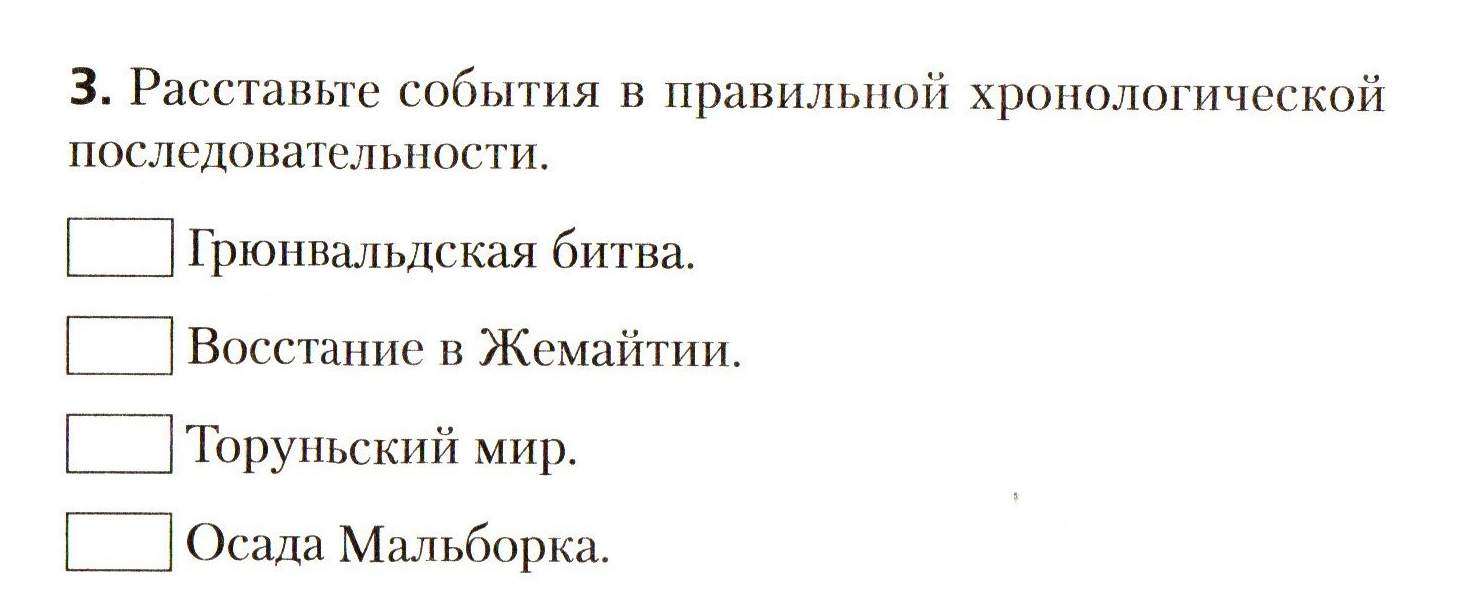 3. Расставьте события в правильной хронологической
последовательности.
Грюнвальдская битва.
Восстание в Жемайтии.
Торуньский мир.
Осада Мальборка.